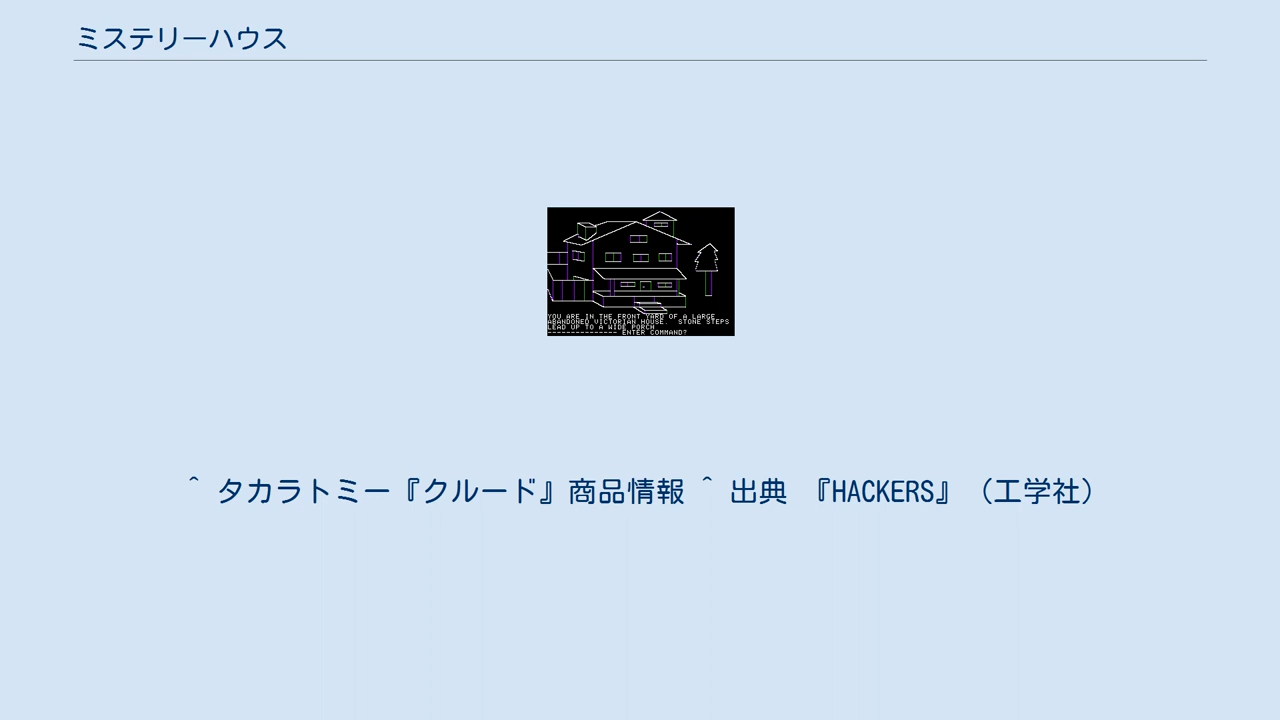 ミステリーハウス
YOU ARE IN THE FRONT YARD OF A LARGE
ABANDONED VICTORIAN HOUSE. STONE STEPS
LEAD UP TO A WIDE PORCH
--------------- ENTER COMMAND?
^ タカラトミー『クルード』商品情報 ^ 出典 『HACKERS』（工学社）